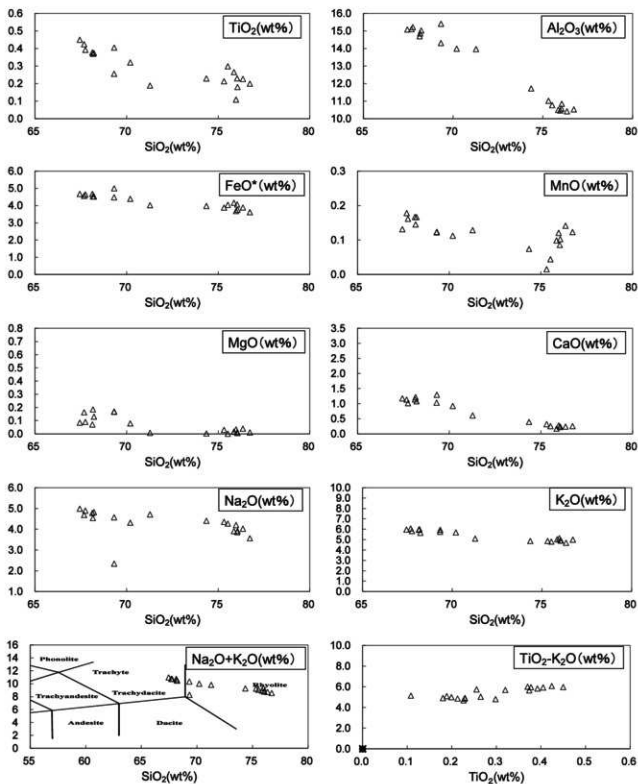 0.5
0.4
0.3
0.2
0.1
0.0
TiO2(wt%)
65 70 75 80
SiO2(wt%)
16.0
15.0
14.0
13.0
12.0
11.0
10.0
Al2O3(wt%)
65 70 75 80
SiO2(wt%)
6.0
5.0
4.0
3.0
2.0
1.0
0.0
FeO*(wt%)
65 70 75 80
SiO2(wt%)
0.3
0.2
0.1
0.0
MnO(wt%)
65 70 75 80
SiO2(wt%)
0.8
0.7
0.6
0.5
0.4
0.3
0.2
0.1
0.0
MgO(wt%)
65 70 75 80
SiO2(wt%)
3.5
3.0
2.5
2.0
1.5
1.0
0.5
0.0
CaO(wt%)
65 70 75 80
SiO2(wt%)
6.0
5.0
4.0
3.0
2.0
1.0
Na2O(wt%)
65 70 75 80
SiO2(wt%)
10.0
9.0
8.0
7.0
6.0
5.0
4.0
3.0
2.0
1.0
0.0
K2O(wt%)
65 70 75 80
SiO2(wt%)
16
14
12
10
8
6
4
2
0
Na2O+K2O(wt%)
Phonolite
Trachyte
Rhyolite
Trachyandesite
Trachydacite
Andesite
Dacite
55 60 65 70 75 80
SiO2(wt%)
10.0
8.0
6.0
4.0
2.0
0.0
TiO2-K2O(wt%)
0.0 0.1 0.2 0.3 0.4 0.5
TiO2(wt%)